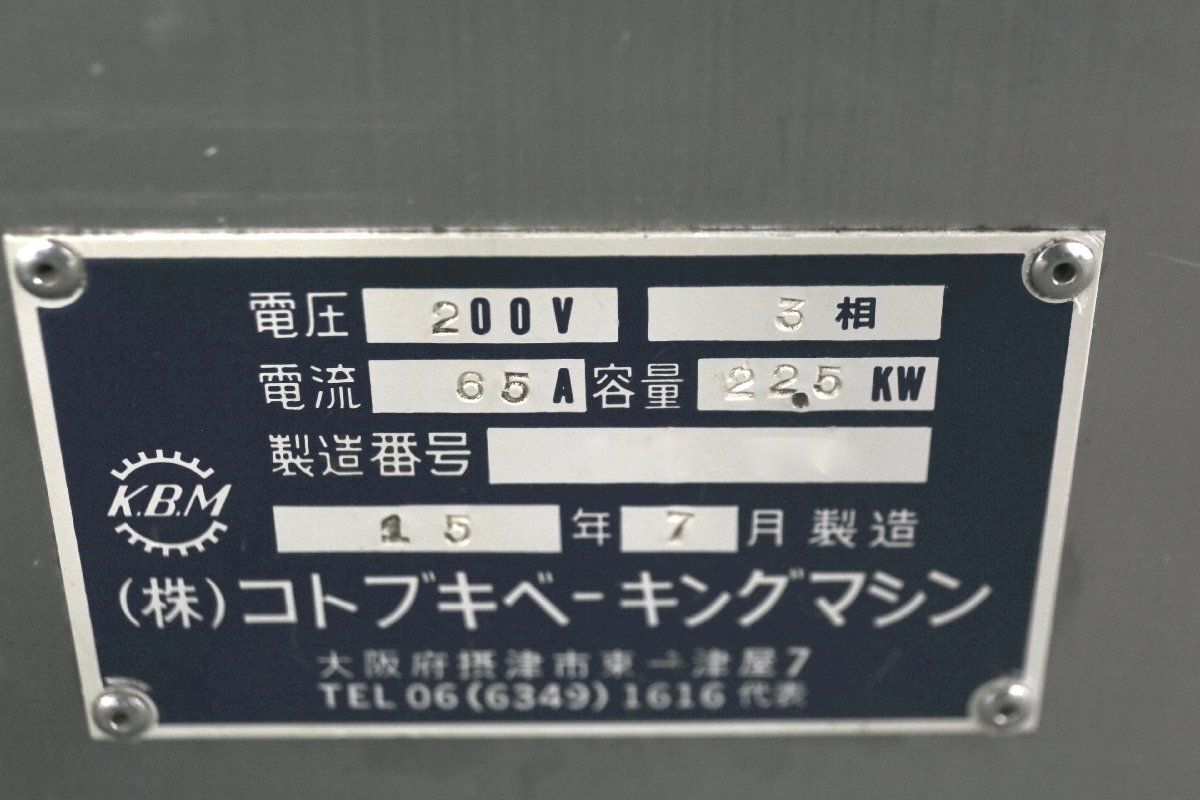 電圧 200V 3相
電流 65A 容量 22.5 KW
製造番号
K.B.M
15 年 7 月 製造
(株)コトブキベーキングマシン
大阪府摂津市東一津屋7
TEL 06(6349)1616 代表